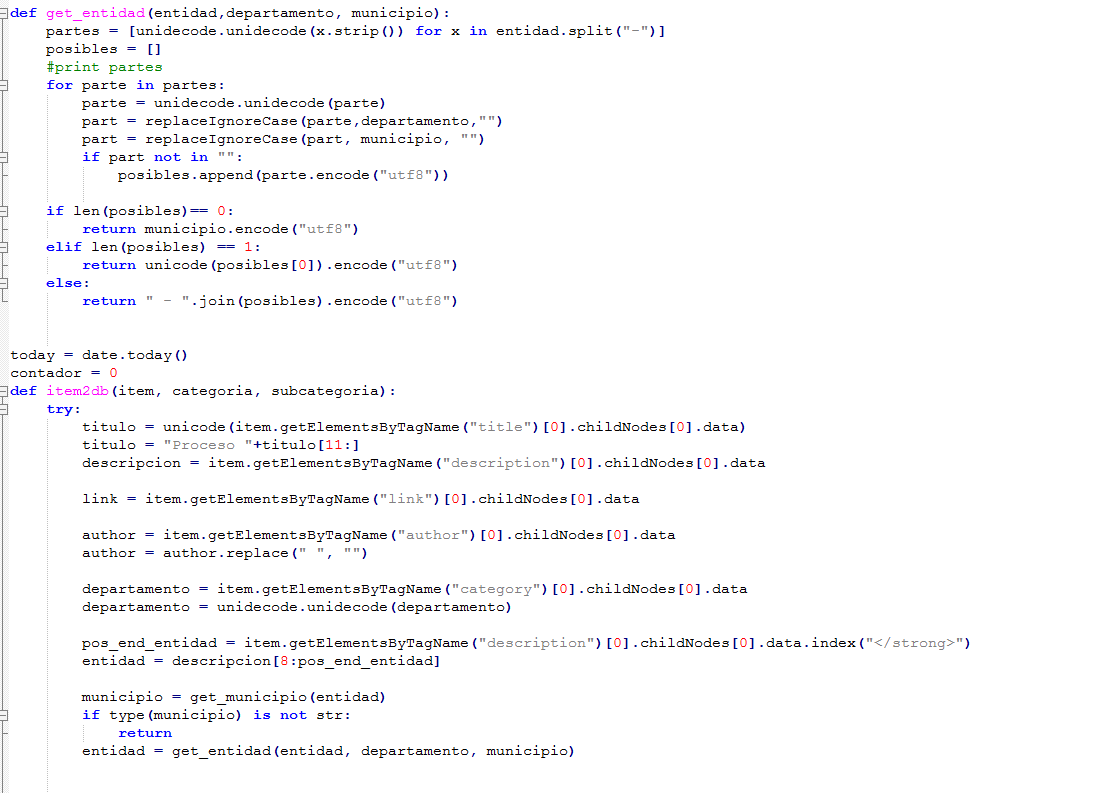 def get_entidad(entidad,departamento, municipio):
    partes = [unidecode.unidecode(x.strip()) for x in entidad.split("-")]
    posibles = []
    #print partes
    for parte in partes:
        parte = unidecode.unidecode(parte)
        part = replaceIgnoreCase(parte,departamento,"")
        part = replaceIgnoreCase(part, municipio, "")
        if part not in "":
            posibles.append(parte.encode("utf8"))

    if len(posibles)== 0:
        return municipio.encode("utf8")
    elif len(posibles) == 1:
        return unicode(posibles[0]).encode("utf8")
    else:
        return " - ".join(posibles).encode("utf8")


today = date.today()
contador = 0
def item2db(item, categoria, subcategoria):
    try:
        titulo = unicode(item.getElementsByTagName("title")[0].childNodes[0].data)
        titulo = "Proceso "+titulo[11:]
        descripcion = item.getElementsByTagName("description")[0].childNodes[0].data

        link = item.getElementsByTagName("link")[0].childNodes[0].data

        author = item.getElementsByTagName("author")[0].childNodes[0].data
        author = author.replace(" ", "")

        departamento = item.getElementsByTagName("category")[0].childNodes[0].data
        departamento = unidecode.unidecode(departamento)

        pos_end_entidad = item.getElementsByTagName("description")[0].childNodes[0].data.index("</strong>")
        entidad = descripcion[8:pos_end_entidad]

        municipio = get_municipio(entidad)
        if type(municipio) is not str:
            return
        entidad = get_entidad(entidad, departamento, municipio)